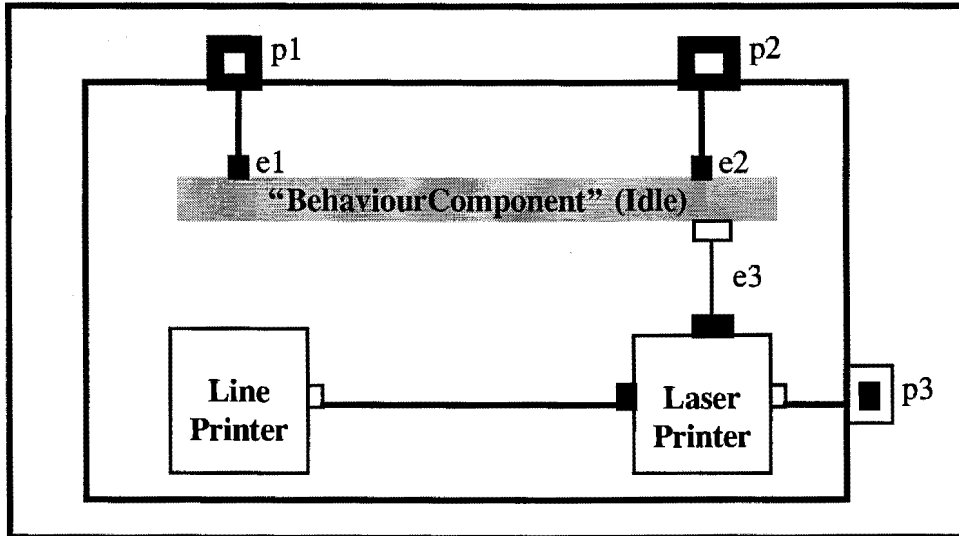 p1
p2
e1
e2
“BehaviourComponent” (Idle)
e3
Line
Printer
Laser
Printer
p3